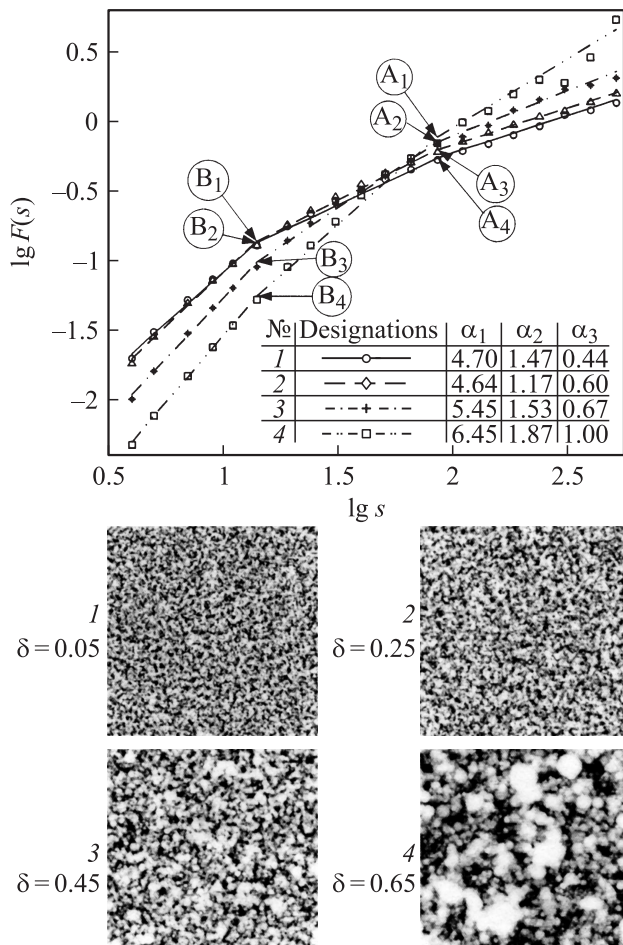 lg F(s)
0
−0.5
−1.0
−1.5
−2
0.5
1
1.5
2
2.5
lg s
A₁
A₂
A₃
A₄
B₁
B₂
B₃
B₄
№ Designations α₁ α₂ α₃
1 4.70 1.47 0.44
2 4.64 1.17 0.60
3 5.45 1.53 0.67
4 6.45 1.87 1.00
1
δ = 0.05
2
δ = 0.25
3
δ = 0.45
4
δ = 0.65